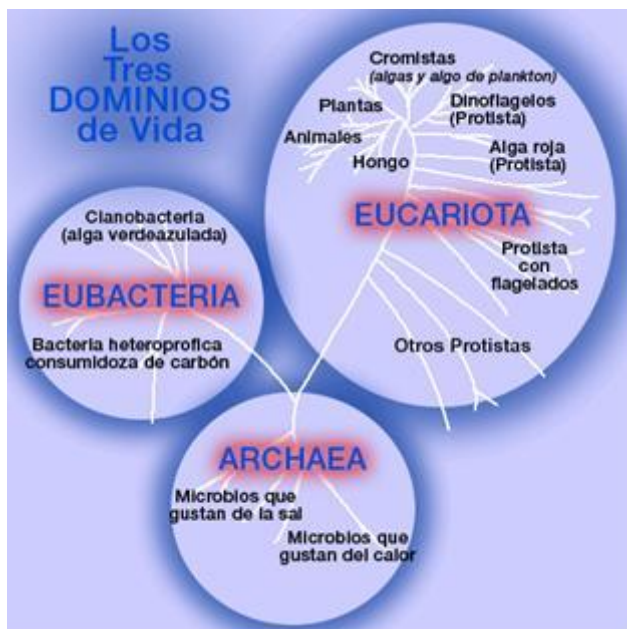 Los
Tres
DOMINIOS
de Vida
Cromistas
(algas y algo de plankton)
Plantas
Dinoflagelos
(Protista)
Animales
Alga roja
(Protista)
Hongo
EUCARIOTA
Protista
con
flagelados
Otros Protistas
Cianobacteria
(alga verdeazulada)
EUBACTERIA
Bacteria heteroprofica
consumidoza de carbón
ARCHAEA
Microbios que
gustan de la sal
Microbios que
gustan del calor